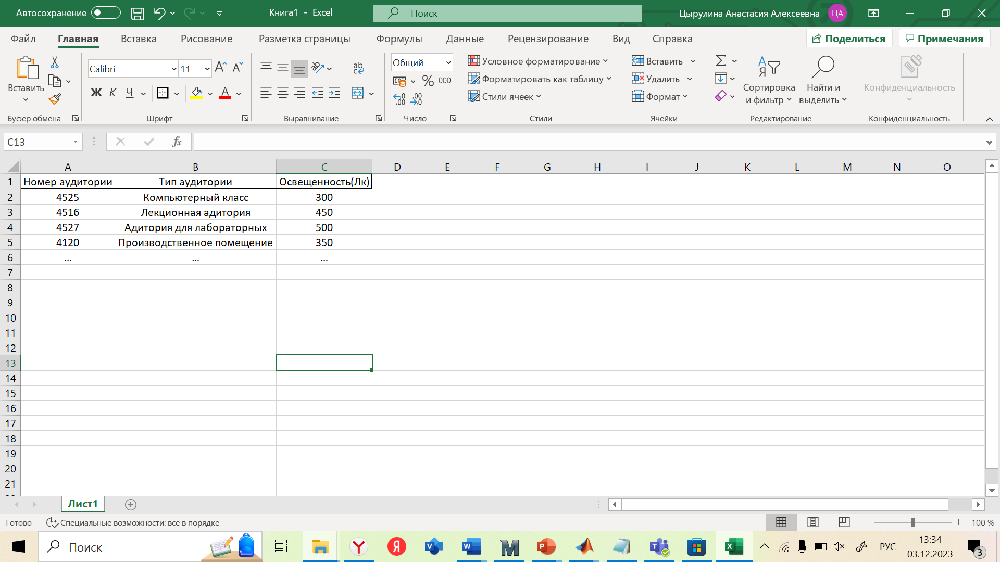 Автосохранение
Книга1 - Excel
Поиск
Цырулина Анастасия Алексеевна
ЦА
Файл Главная Вставка Рисование Разметка страницы Формулы Данные Рецензирование Вид Справка
Поделиться
Примечания
Вставить
Буфер обмена
Calibri 11
Ж К Ч
Шрифт
Выравнивание
Общий
% 000
Число
Условное форматирование
Форматировать как таблицу
Стили ячеек
Стили
Вставить
Удалить
Формат
Ячейки
Сортировка
и фильтр
Найти и
выделить
Редактирование
Конфиденциальность
Конфиденциальность
C13
fx
A B C D E F G H I J K L M N O
1 Номер аудитории Тип аудитории Освещенность(Лк)
2 4525 Компьютерный класс 300
3 4516 Лекционная адитория 450
4 4527 Адитория для лабораторных 500
5 4120 Производственное помещение 350
6 ... ... ...
7
8
9
10
11
12
13
14
15
16
17
18
19
20
21
Лист1
Готово
Специальные возможности: все в порядке
100 %
Поиск
РУС
13:34
03.12.2023
3